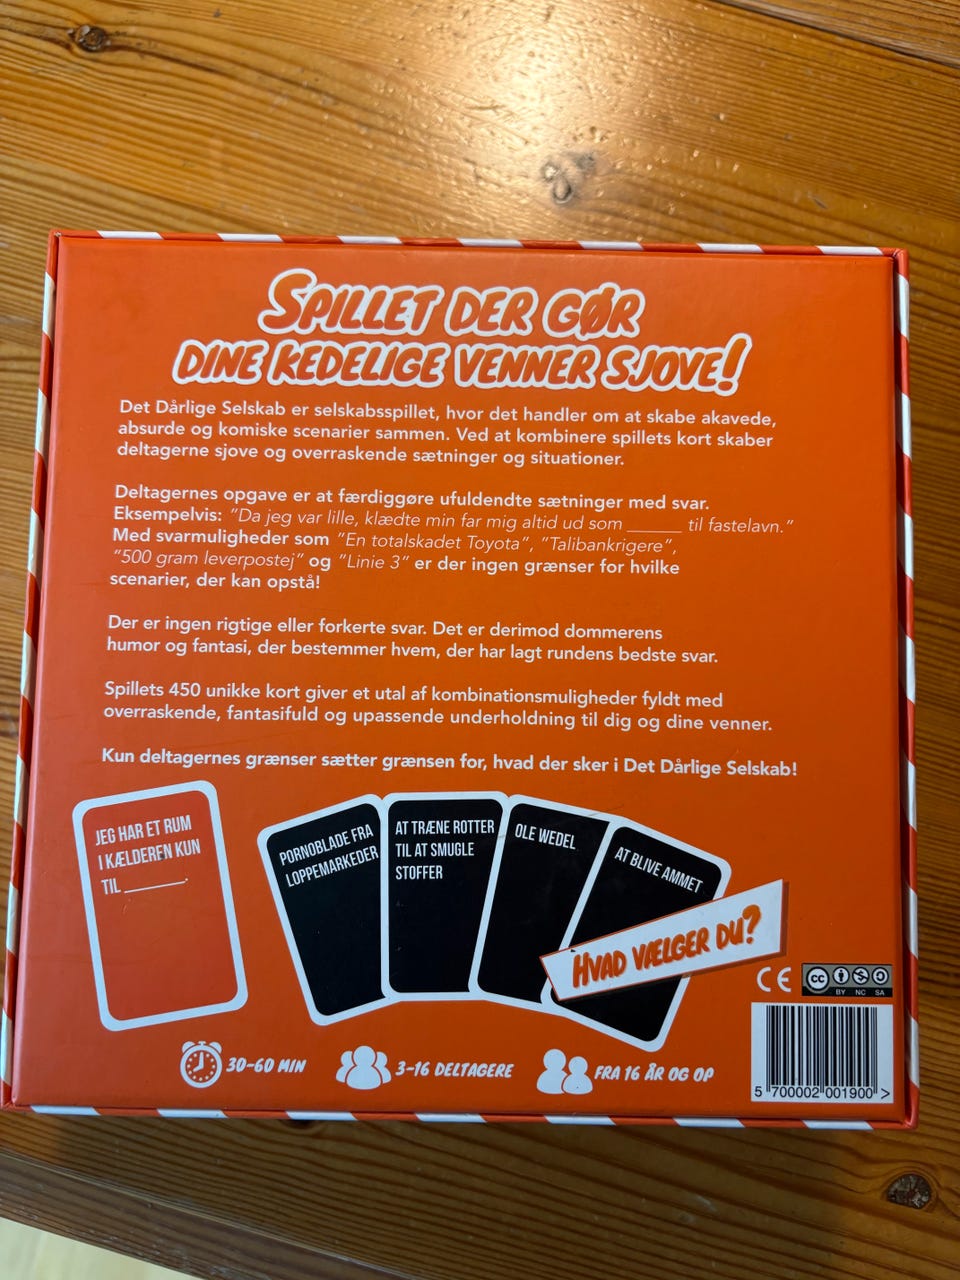 SPILLET DER GØR
DINE KEDELIGE VENNER SJOVE!
Det Dårlige Selskab er selskabsspillet, hvor det handler om at skabe akavede,
absurde og komiske scenarier sammen. Ved at kombinere spillets kort skaber
deltagerne sjove og overraskende sætninger og situationer.
Deltagernes opgave er at færdiggøre ufuldendte sætninger med svar.
Eksempelvis: "Da jeg var lille, klædte min far mig altid ud som ______ til fastelavn."
Med svarmuligheder som "En totalskadet Toyota", "Talibankrigere",
"500 gram leverpostej" og "Linie 3" er der ingen grænser for hvilke
scenarier, der kan opstå!
Der er ingen rigtige eller forkerte svar. Det er derimod dommerens
humor og fantasi, der bestemmer hvem, der har lagt rundens bedste svar.
Spillets 450 unikke kort giver et utal af kombinationsmuligheder fyldt med
overraskende, fantasifuld og upassende underholdning til dig og dine venner.
Kun deltagernes grænser sætter grænsen for, hvad der sker i Det Dårlige Selskab!
JEG HAR ET RUM
I KÆLDEREN KUN
TIL ______.
PORNOBLADE FRA
LOPPEMARKEDER
AT TRÆNE ROTTER
TIL AT SMUGLE
STOFFER
OLE WEDEL
AT BLIVE AMMET
HVAD VÆLGER DU?
CE
cc
BY NC SA
30-60 MIN
3-16 DELTAGERE
FRA 16 ÅR OG OP
5 700002 001900 >